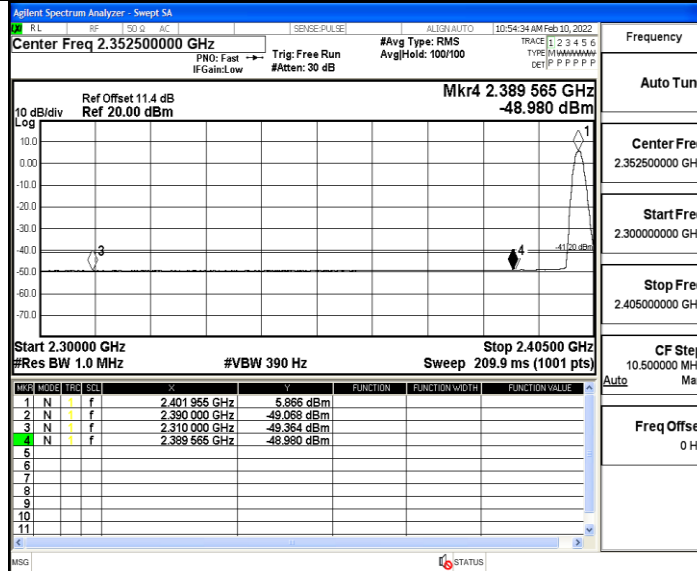 Agilent Spectrum Analyzer - Swept SA
RL RF 50 Ω AC SENSE:PULSE ALIGNAUTO 10:54:34 AM Feb 10, 2022
Center Freq 2.352500000 GHz
PNO: Fast
IFGain:Low
Trig: Free Run
#Atten: 30 dB
#Avg Type: RMS
Avg|Hold: 100/100
TRACE 1 2 3 4 5 6
TYPE M
DET P P P P P P
Mkr4 2.389 565 GHz
-48.980 dBm
Ref Offset 11.4 dB
10 dB/div Ref 20.00 dBm
Log
10.0
0.00
-10.0
-20.0
-30.0
-40.0
-50.0
-60.0
-70.0
1
3
4
-41.20 dBm
Start 2.30000 GHz Stop 2.40500 GHz
#Res BW 1.0 MHz #VBW 390 Hz Sweep 209.9 ms (1001 pts)
MKR MODE TRC SCL X Y FUNCTION FUNCTION WIDTH FUNCTION VALUE
1 N 1 f 2.401 955 GHz 5.866 dBm
2 N 1 f 2.390 000 GHz -49.068 dBm
3 N 1 f 2.310 000 GHz -49.364 dBm
4 N 1 f 2.389 565 GHz -48.980 dBm
5
6
7
8
9
10
11
MSG STATUS
Frequency
Auto Tun
Center Fre
2.352500000 GH
Start Fre
2.300000000 GH
Stop Fre
2.405000000 GH
CF Step
10.500000 MH
Auto Ma
Freq Offse
0 H